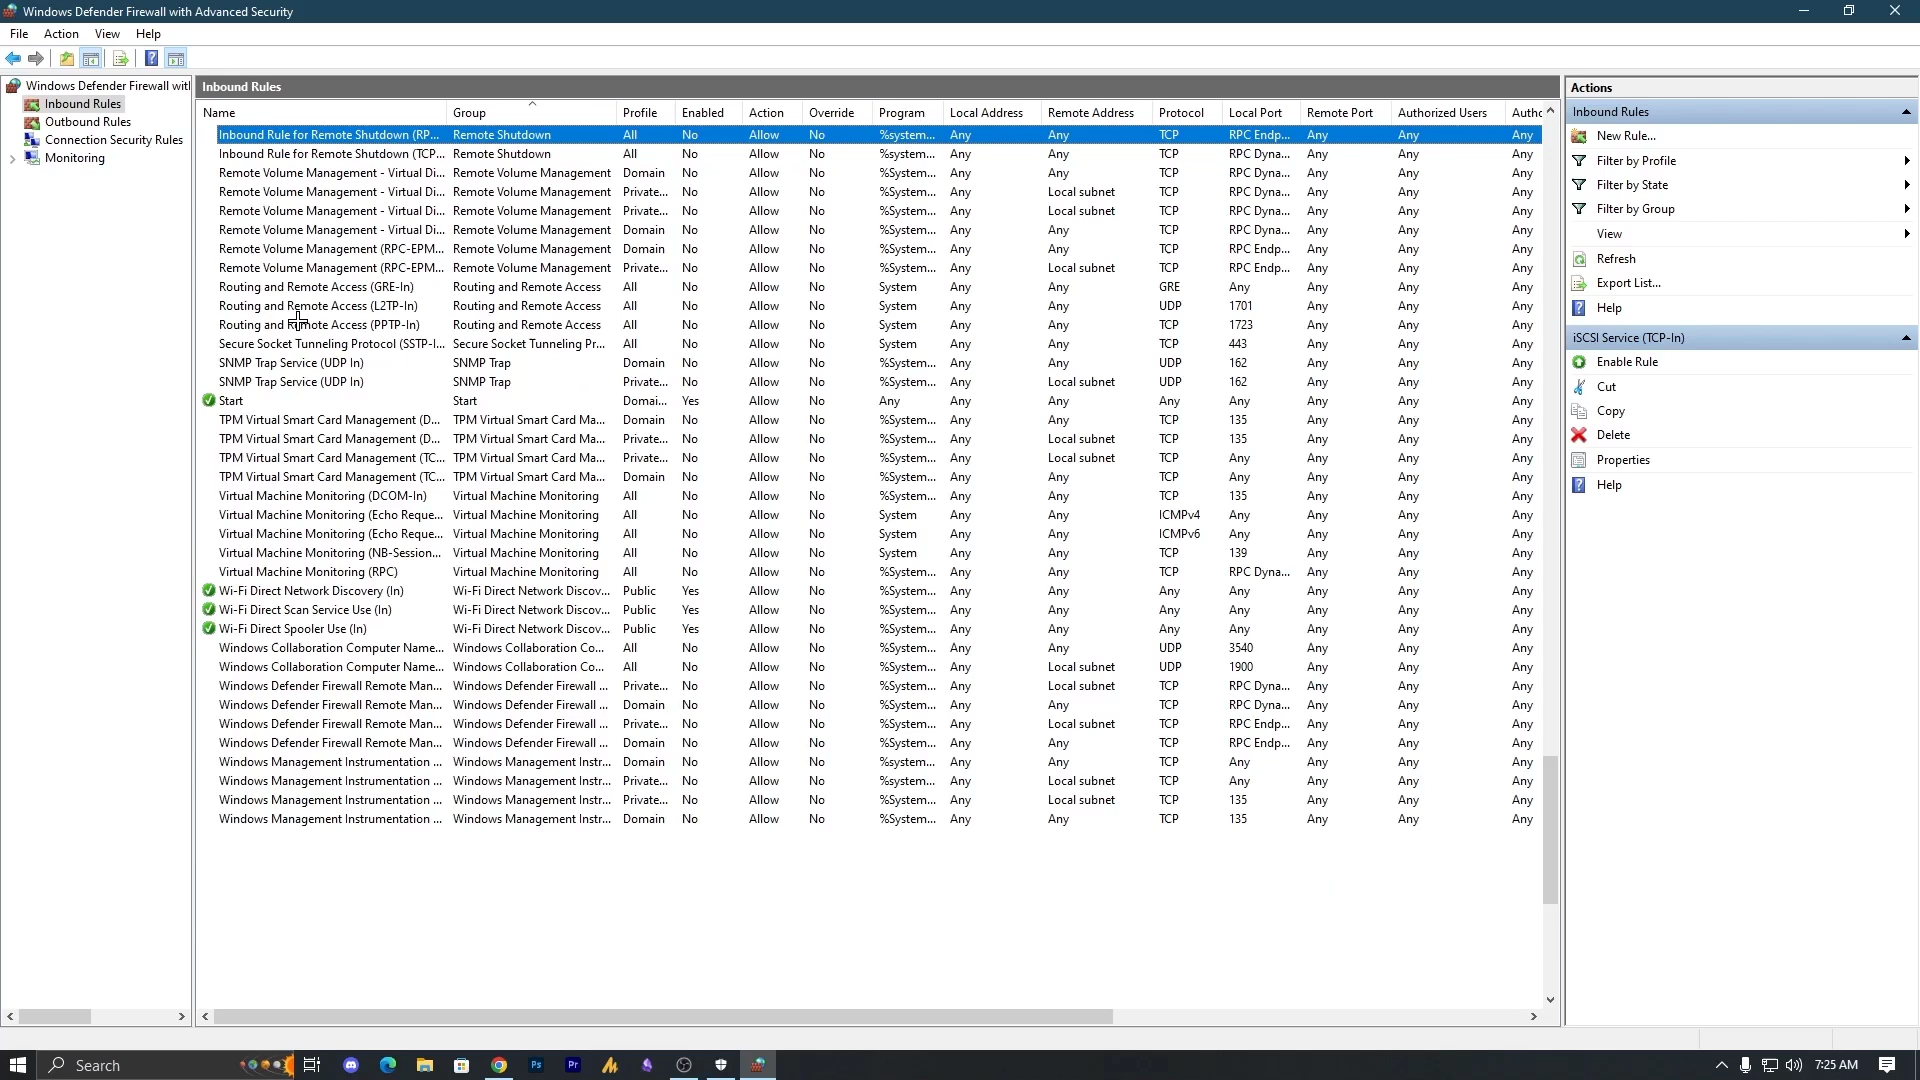 Windows Defender Firewall with Advanced Security
File Action View Help
Windows Defender Firewall wit
Inbound Rules
Outbound Rules
Connection Security Rules
Monitoring
Inbound Rules
Name Group Profile Enabled Action Override Program Local Address Remote Address Protocol Local Port Remote Port Authorized Users Autho
Inbound Rule for Remote Shutdown (RP... Remote Shutdown All No Allow No %system... Any Any TCP RPC Endp... Any Any Any
Inbound Rule for Remote Shutdown (TCP... Remote Shutdown All No Allow No %system... Any Any TCP RPC Dyna... Any Any Any
Remote Volume Management - Virtual Di... Remote Volume Management Domain No Allow No %System... Any Any TCP RPC Dyna... Any Any Any
Remote Volume Management - Virtual Di... Remote Volume Management Private... No Allow No %System... Any Local subnet TCP RPC Dyna... Any Any Any
Remote Volume Management - Virtual Di... Remote Volume Management Private... No Allow No %System... Any Local subnet TCP RPC Dyna... Any Any Any
Remote Volume Management - Virtual Di... Remote Volume Management Domain No Allow No %System... Any Any TCP RPC Dyna... Any Any Any
Remote Volume Management (RPC-EPM... Remote Volume Management Domain No Allow No %System... Any Any TCP RPC Endp... Any Any Any
Remote Volume Management (RPC-EPM... Remote Volume Management Private... No Allow No %System... Any Local subnet TCP RPC Endp... Any Any Any
Routing and Remote Access (GRE-In) Routing and Remote Access All No Allow No System Any Any GRE Any Any Any Any
Routing and Remote Access (L2TP-In) Routing and Remote Access All No Allow No System Any Any UDP 1701 Any Any Any
Routing and Remote Access (PPTP-In) Routing and Remote Access All No Allow No System Any Any TCP 1723 Any Any Any
Secure Socket Tunneling Protocol (SSTP-I... Secure Socket Tunneling Pr... All No Allow No System Any Any TCP 443 Any Any Any
SNMP Trap Service (UDP In) SNMP Trap Domain No Allow No %System... Any Any UDP 162 Any Any Any
SNMP Trap Service (UDP In) SNMP Trap Private... No Allow No %System... Any Local subnet UDP 162 Any Any Any
Start Start Domai... Yes Allow No Any Any Any Any Any Any Any Any
TPM Virtual Smart Card Management (D... TPM Virtual Smart Card Ma... Domain No Allow No %System... Any Any TCP 135 Any Any Any
TPM Virtual Smart Card Management (D... TPM Virtual Smart Card Ma... Private... No Allow No %System... Any Local subnet TCP 135 Any Any Any
TPM Virtual Smart Card Management (TC... TPM Virtual Smart Card Ma... Private... No Allow No %System... Any Local subnet TCP Any Any Any Any
TPM Virtual Smart Card Management (TC... TPM Virtual Smart Card Ma... Domain No Allow No %System... Any Any TCP Any Any Any Any
Virtual Machine Monitoring (DCOM-In) Virtual Machine Monitoring All No Allow No %System... Any Any TCP 135 Any Any Any
Virtual Machine Monitoring (Echo Reque... Virtual Machine Monitoring All No Allow No System Any Any ICMPv4 Any Any Any Any
Virtual Machine Monitoring (Echo Reque... Virtual Machine Monitoring All No Allow No System Any Any ICMPv6 Any Any Any Any
Virtual Machine Monitoring (NB-Session... Virtual Machine Monitoring All No Allow No System Any Any TCP 139 Any Any Any
Virtual Machine Monitoring (RPC) Virtual Machine Monitoring All No Allow No %System... Any Any TCP RPC Dyna... Any Any Any
Wi-Fi Direct Network Discovery (In) Wi-Fi Direct Network Discov... Public Yes Allow No %System... Any Any Any Any Any Any Any
Wi-Fi Direct Scan Service Use (In) Wi-Fi Direct Network Discov... Public Yes Allow No %System... Any Any Any Any Any Any Any
Wi-Fi Direct Spooler Use (In) Wi-Fi Direct Network Discov... Public Yes Allow No %System... Any Any Any Any Any Any Any
Windows Collaboration Computer Name... Windows Collaboration Co... All No Allow No %System... Any Any UDP 3540 Any Any Any
Windows Collaboration Computer Name... Windows Collaboration Co... All No Allow No %System... Any Local subnet UDP 1900 Any Any Any
Windows Defender Firewall Remote Man... Windows Defender Firewall ... Private... No Allow No %System... Any Local subnet TCP RPC Dyna... Any Any Any
Windows Defender Firewall Remote Man... Windows Defender Firewall ... Domain No Allow No %System... Any Any TCP RPC Dyna... Any Any Any
Windows Defender Firewall Remote Man... Windows Defender Firewall ... Private... No Allow No %System... Any Local subnet TCP RPC Endp... Any Any Any
Windows Defender Firewall Remote Man... Windows Defender Firewall ... Domain No Allow No %System... Any Any TCP RPC Endp... Any Any Any
Windows Management Instrumentation ... Windows Management Instr... Domain No Allow No %system... Any Any TCP Any Any Any Any
Windows Management Instrumentation ... Windows Management Instr... Private... No Allow No %system... Any Local subnet TCP Any Any Any Any
Windows Management Instrumentation ... Windows Management Instr... Private... No Allow No %System... Any Local subnet TCP 135 Any Any Any
Windows Management Instrumentation ... Windows Management Instr... Domain No Allow No %System... Any Any TCP 135 Any Any Any
Actions
Inbound Rules
New Rule...
Filter by Profile
Filter by State
Filter by Group
View
Refresh
Export List...
Help
iSCSI Service (TCP-In)
Enable Rule
Cut
Copy
Delete
Properties
Help
Search
Ps
Pr
7:25 AM